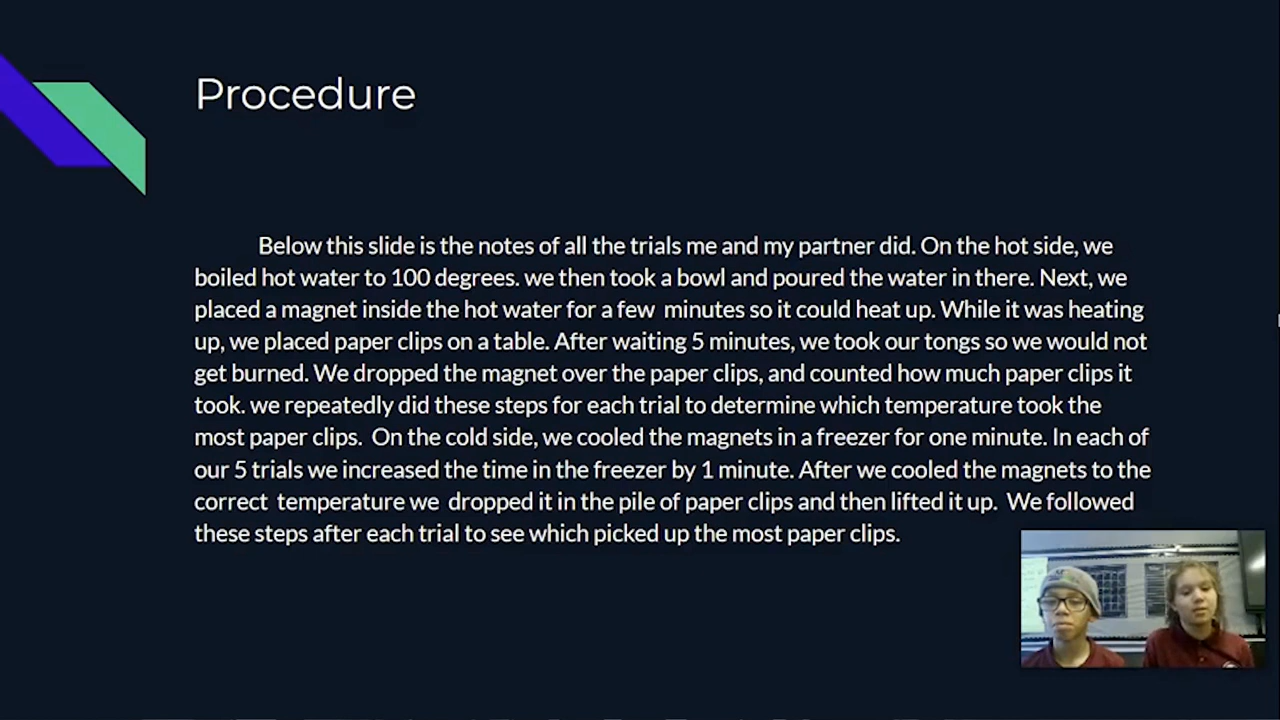 Procedure
Below this slide is the notes of all the trials me and my partner did. On the hot side, we
boiled hot water to 100 degrees. we then took a bowl and poured the water in there. Next, we
placed a magnet inside the hot water for a few  minutes so it could heat up. While it was heating
up, we placed paper clips on a table. After waiting 5 minutes, we took our tongs so we would not
get burned. We dropped the magnet over the paper clips, and counted how much paper clips it
took. we repeatedly did these steps for each trial to determine which temperature took the
most paper clips.  On the cold side, we cooled the magnets in a freezer for one minute. In each of
our 5 trials we increased the time in the freezer by 1 minute. After we cooled the magnets to the
correct  temperature we  dropped it in the pile of paper clips and then lifted it up.  We followed
these steps after each trial to see which picked up the most paper clips.